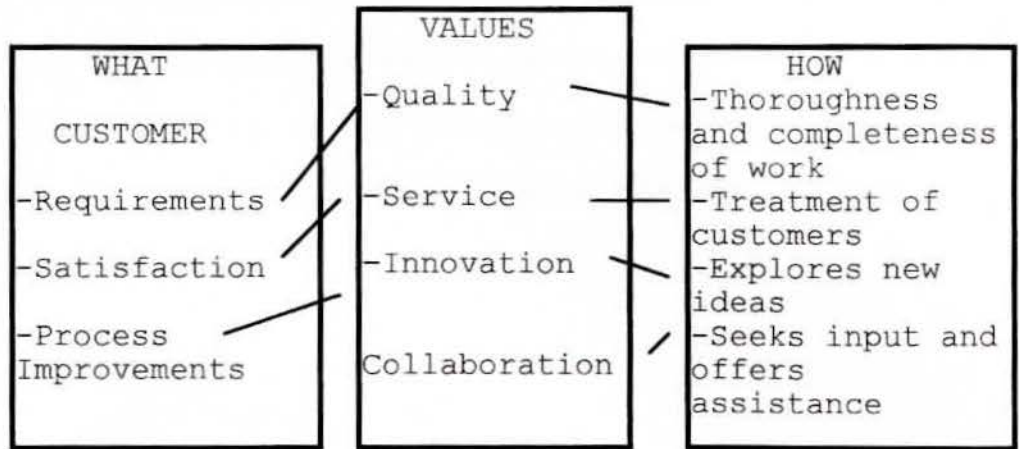 WHAT
CUSTOMER
-Requirements
-Satisfaction
-Process
Improvements
VALUES
-Quality
-Service
-Innovation
Collaboration
HOW
-Thoroughness
and completeness
of work
-Treatment of
customers
-Explores new
ideas
-Seeks input and
offers
assistance